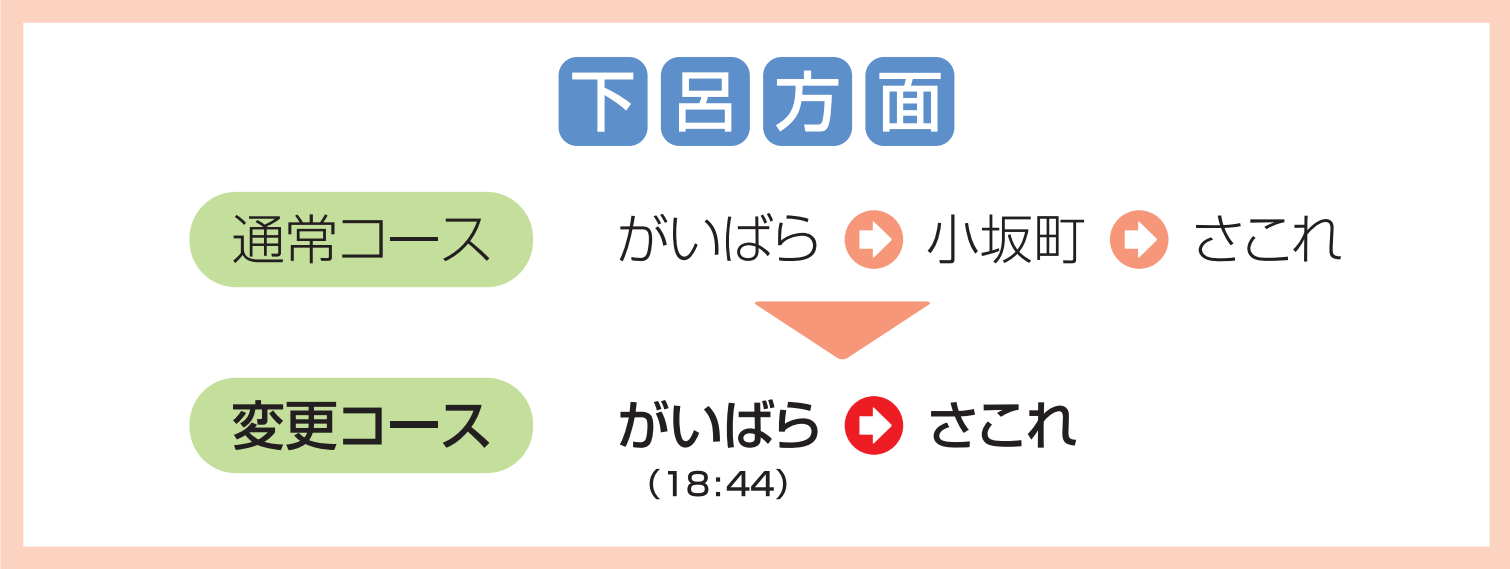 下呂方面
通常コース がいばら ➡ 小坂町 ➡ さこれ
変更コース がいばら ➡ さこれ
(18:44)